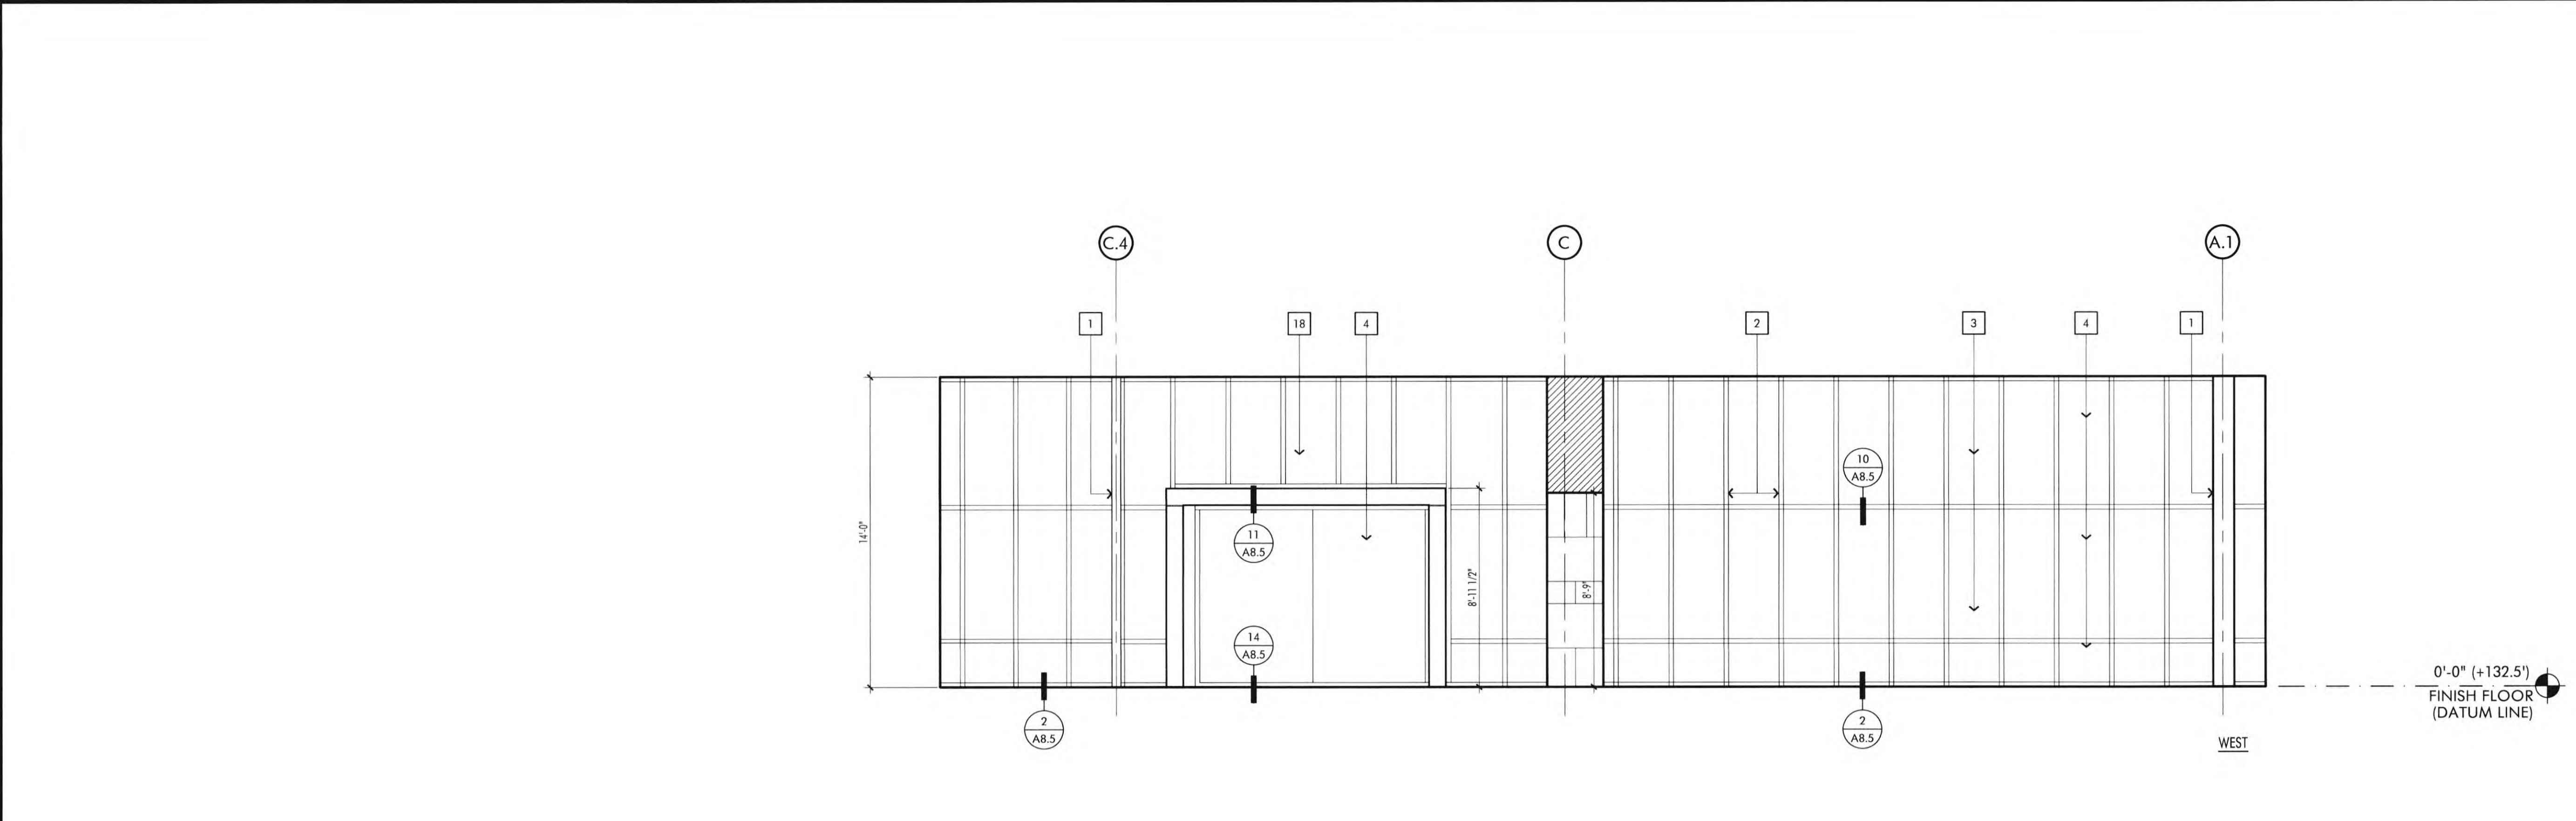 C.4
C
A.1
1
18
4
2
3
4
1
14'-0"
10
A8.5
11
A8.5
8'-11 1/2"
8'-9"
14
A8.5
2
A8.5
2
A8.5
0'-0" (+132.5')
FINISH FLOOR
(DATUM LINE)
WEST